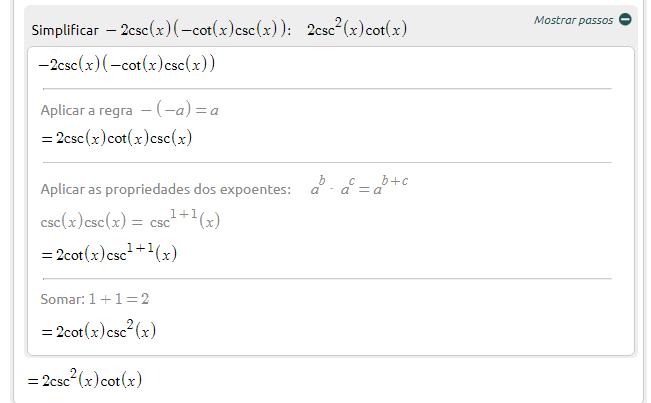 Simplificar −2csc(x)(−cot(x)csc(x)): 2csc²(x)cot(x) Mostrar passos
−2csc(x)(−cot(x)csc(x))
Aplicar a regra −(−a) = a
= 2csc(x)cot(x)csc(x)
Aplicar as propriedades dos expoentes: a^b · a^c = a^(b+c)
csc(x)csc(x) = csc^(1+1)(x)
= 2cot(x)csc^(1+1)(x)
Somar: 1 + 1 = 2
= 2cot(x)csc²(x)
= 2csc²(x)cot(x)